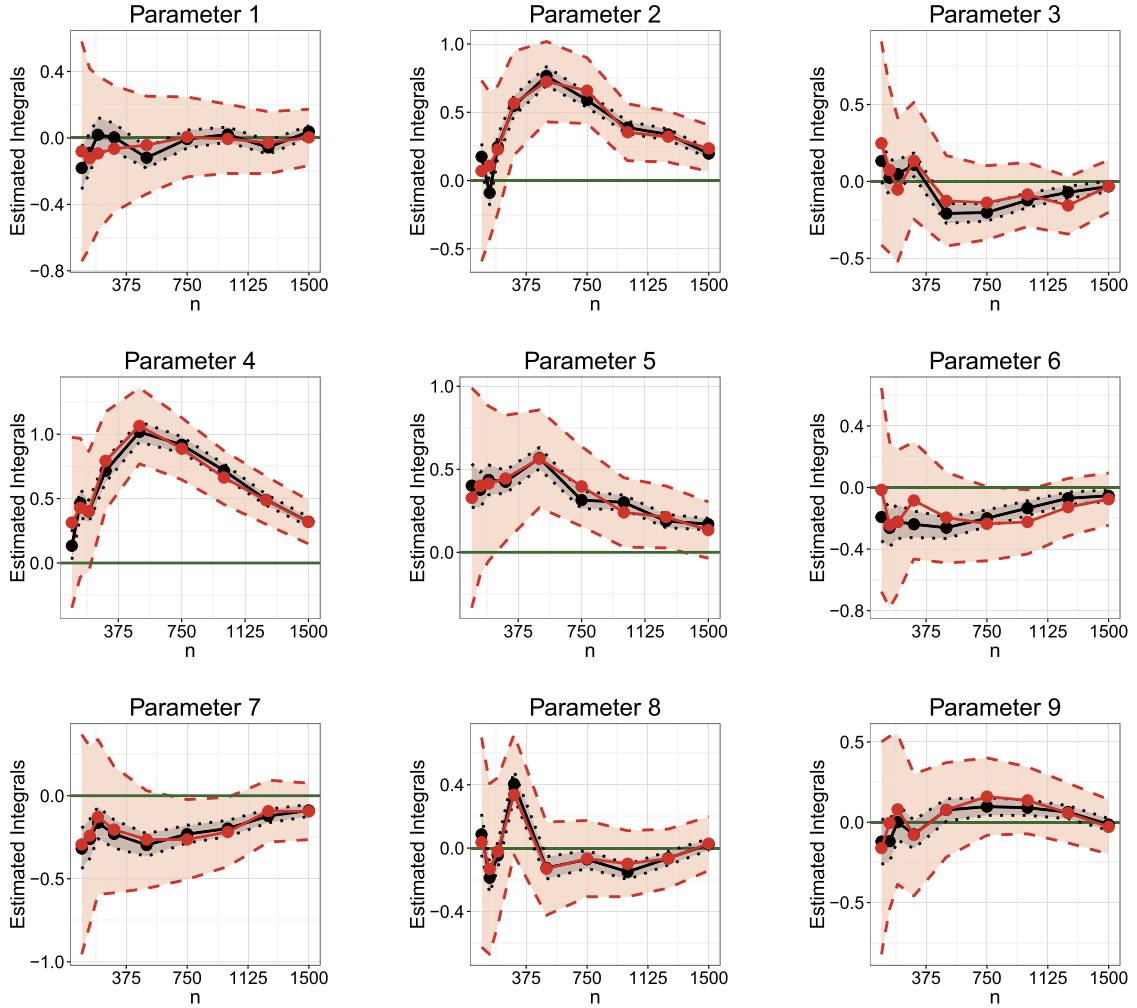 Parameter 1
Parameter 2
Parameter 3
Estimated Integrals
0.4
0.0
−0.4
−0.8
375 750 1125 1500
n
Estimated Integrals
1.0
0.5
0.0
−0.5
375 750 1125 1500
n
Estimated Integrals
0.5
0.0
−0.5
375 750 1125 1500
n
Parameter 4
Parameter 5
Parameter 6
Estimated Integrals
1.0
0.5
0.0
375 750 1125 1500
n
Estimated Integrals
1.0
0.5
0.0
375 750 1125 1500
n
Estimated Integrals
0.4
0.0
−0.4
−0.8
375 750 1125 1500
n
Parameter 7
Parameter 8
Parameter 9
Estimated Integrals
0.0
−0.5
−1.0
375 750 1125 1500
n
Estimated Integrals
0.4
0.0
−0.4
375 750 1125 1500
n
Estimated Integrals
0.5
0.0
−0.5
375 750 1125 1500
n